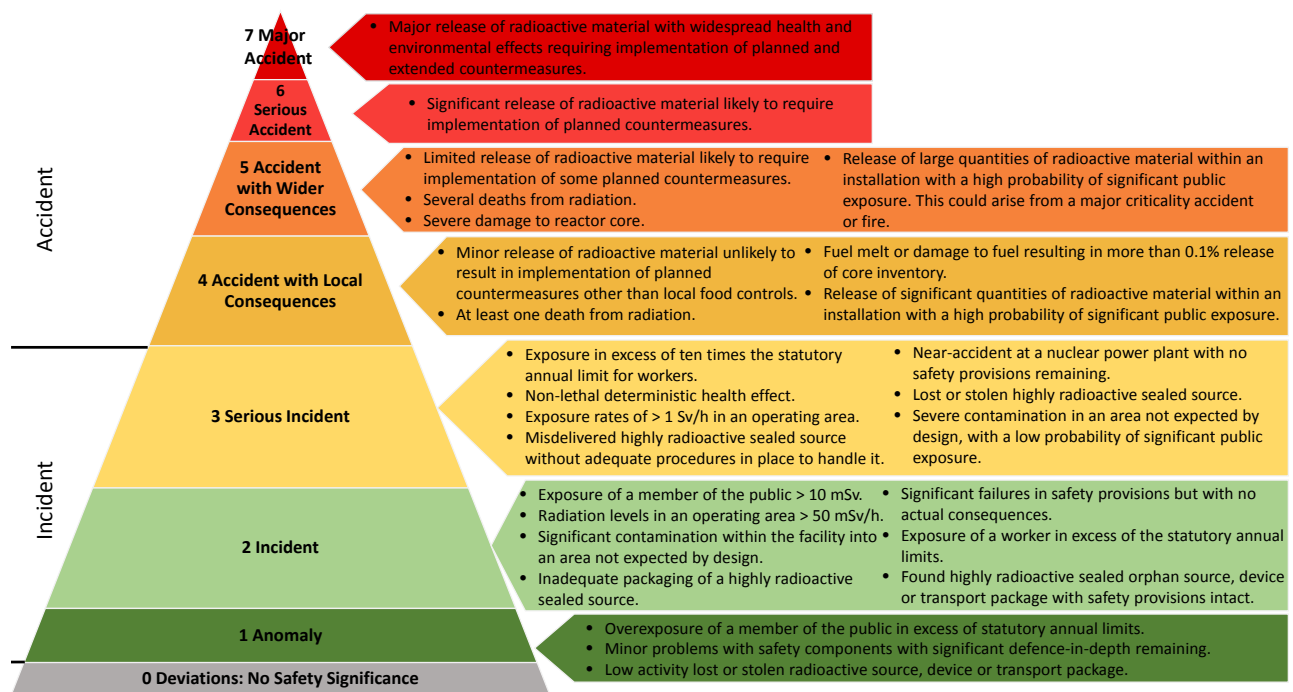 Accident
Incident
7 Major
Accident
• Major release of radioactive material with widespread health and
environmental effects requiring implementation of planned and
extended countermeasures.
6
Serious
Accident
• Significant release of radioactive material likely to require
implementation of planned countermeasures.
5 Accident
with Wider
Consequences
• Limited release of radioactive material likely to require
implementation of some planned countermeasures.
• Several deaths from radiation.
• Severe damage to reactor core.
• Release of large quantities of radioactive material within an
installation with a high probability of significant public
exposure. This could arise from a major criticality accident
or fire.
4 Accident with Local
Consequences
• Minor release of radioactive material unlikely to
result in implementation of planned
countermeasures other than local food controls.
• At least one death from radiation.
• Fuel melt or damage to fuel resulting in more than 0.1% release
of core inventory.
• Release of significant quantities of radioactive material within an
installation with a high probability of significant public exposure.
3 Serious Incident
• Exposure in excess of ten times the statutory
annual limit for workers.
• Non-lethal deterministic health effect.
• Exposure rates of > 1 Sv/h in an operating area.
• Misdelivered highly radioactive sealed source
without adequate procedures in place to handle it.
• Near-accident at a nuclear power plant with no
safety provisions remaining.
• Lost or stolen highly radioactive sealed source.
• Severe contamination in an area not expected by
design, with a low probability of significant public
exposure.
2 Incident
• Exposure of a member of the public > 10 mSv.
• Radiation levels in an operating area > 50 mSv/h.
• Significant contamination within the facility into
an area not expected by design.
• Inadequate packaging of a highly radioactive
sealed source.
• Significant failures in safety provisions but with no
actual consequences.
• Exposure of a worker in excess of the statutory annual
limits.
• Found highly radioactive sealed orphan source, device
or transport package with safety provisions intact.
1 Anomaly
• Overexposure of a member of the public in excess of statutory annual limits.
• Minor problems with safety components with significant defence-in-depth remaining.
• Low activity lost or stolen radioactive source, device or transport package.
0 Deviations: No Safety Significance